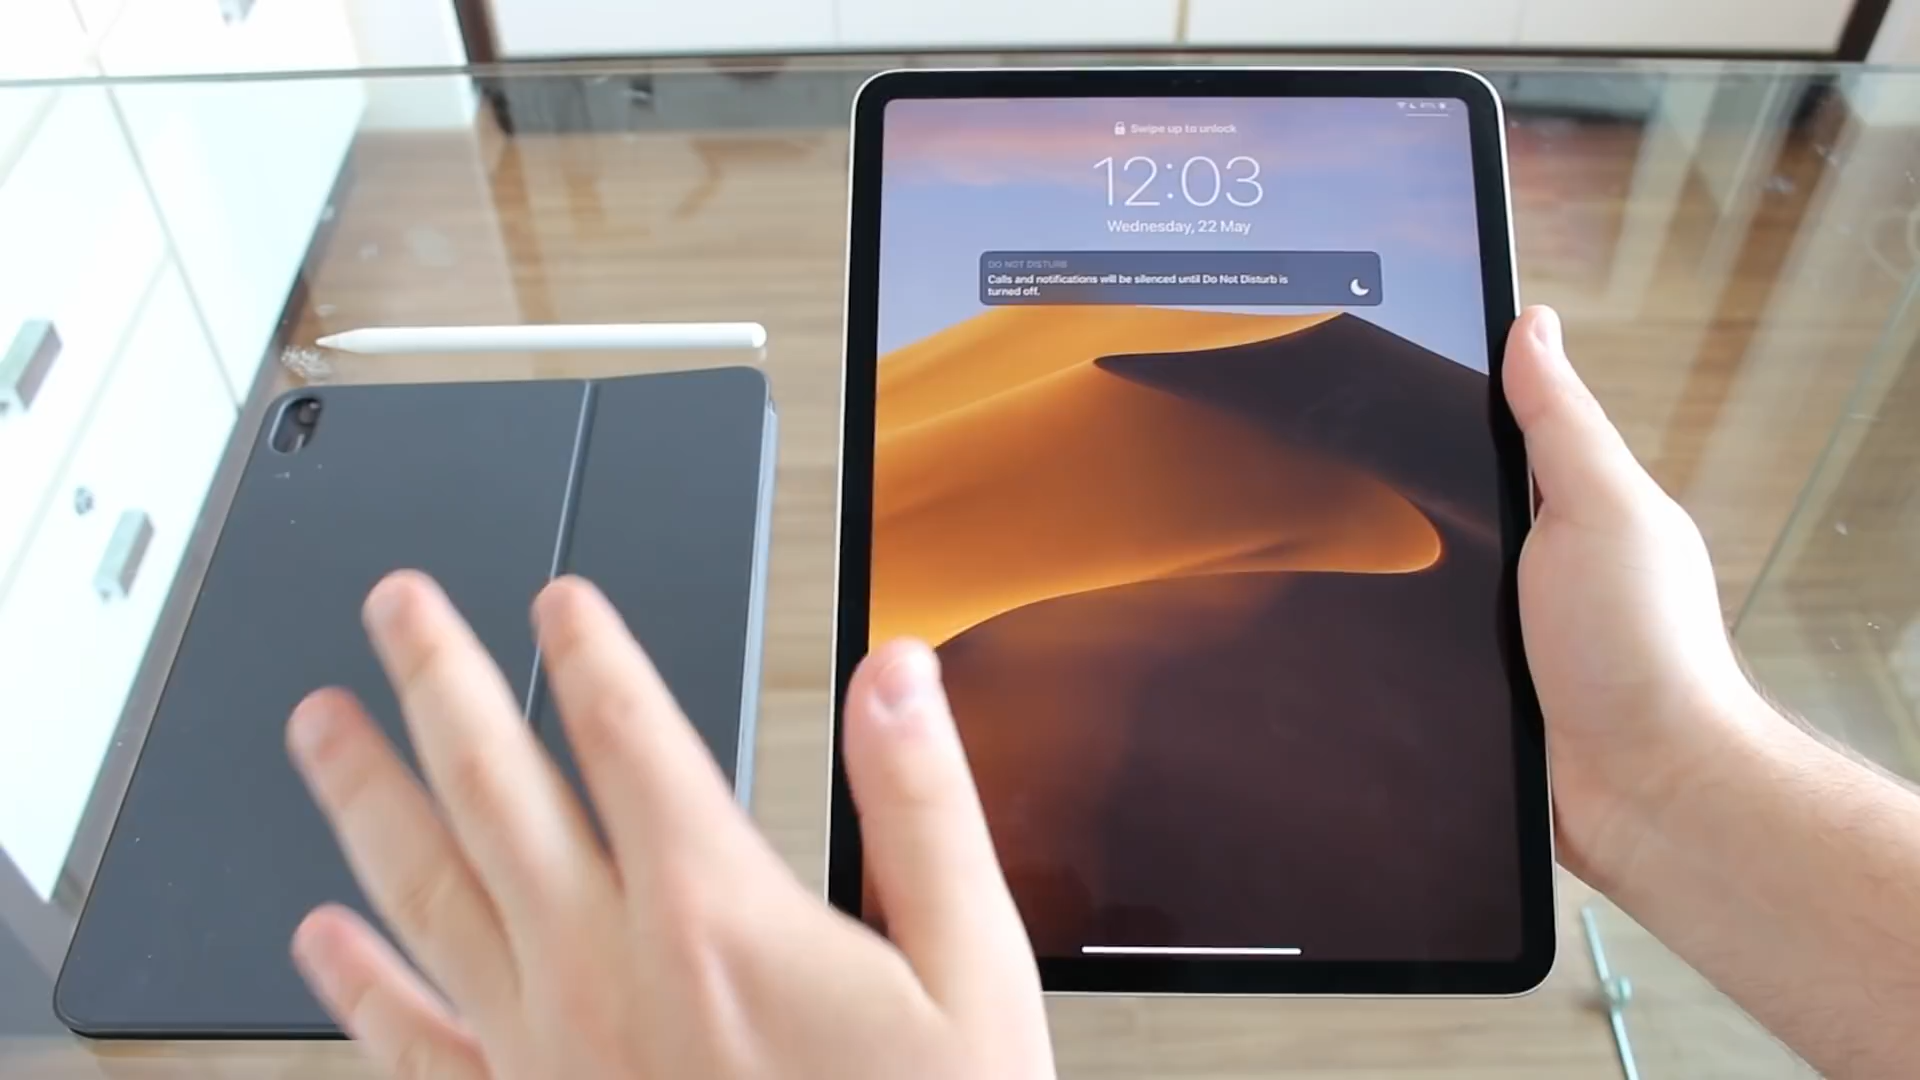 Swipe up to unlock
12:03
Wednesday, 22 May
DO NOT DISTURB
Calls and notifications will be silenced until Do Not Disturb is
turned off.